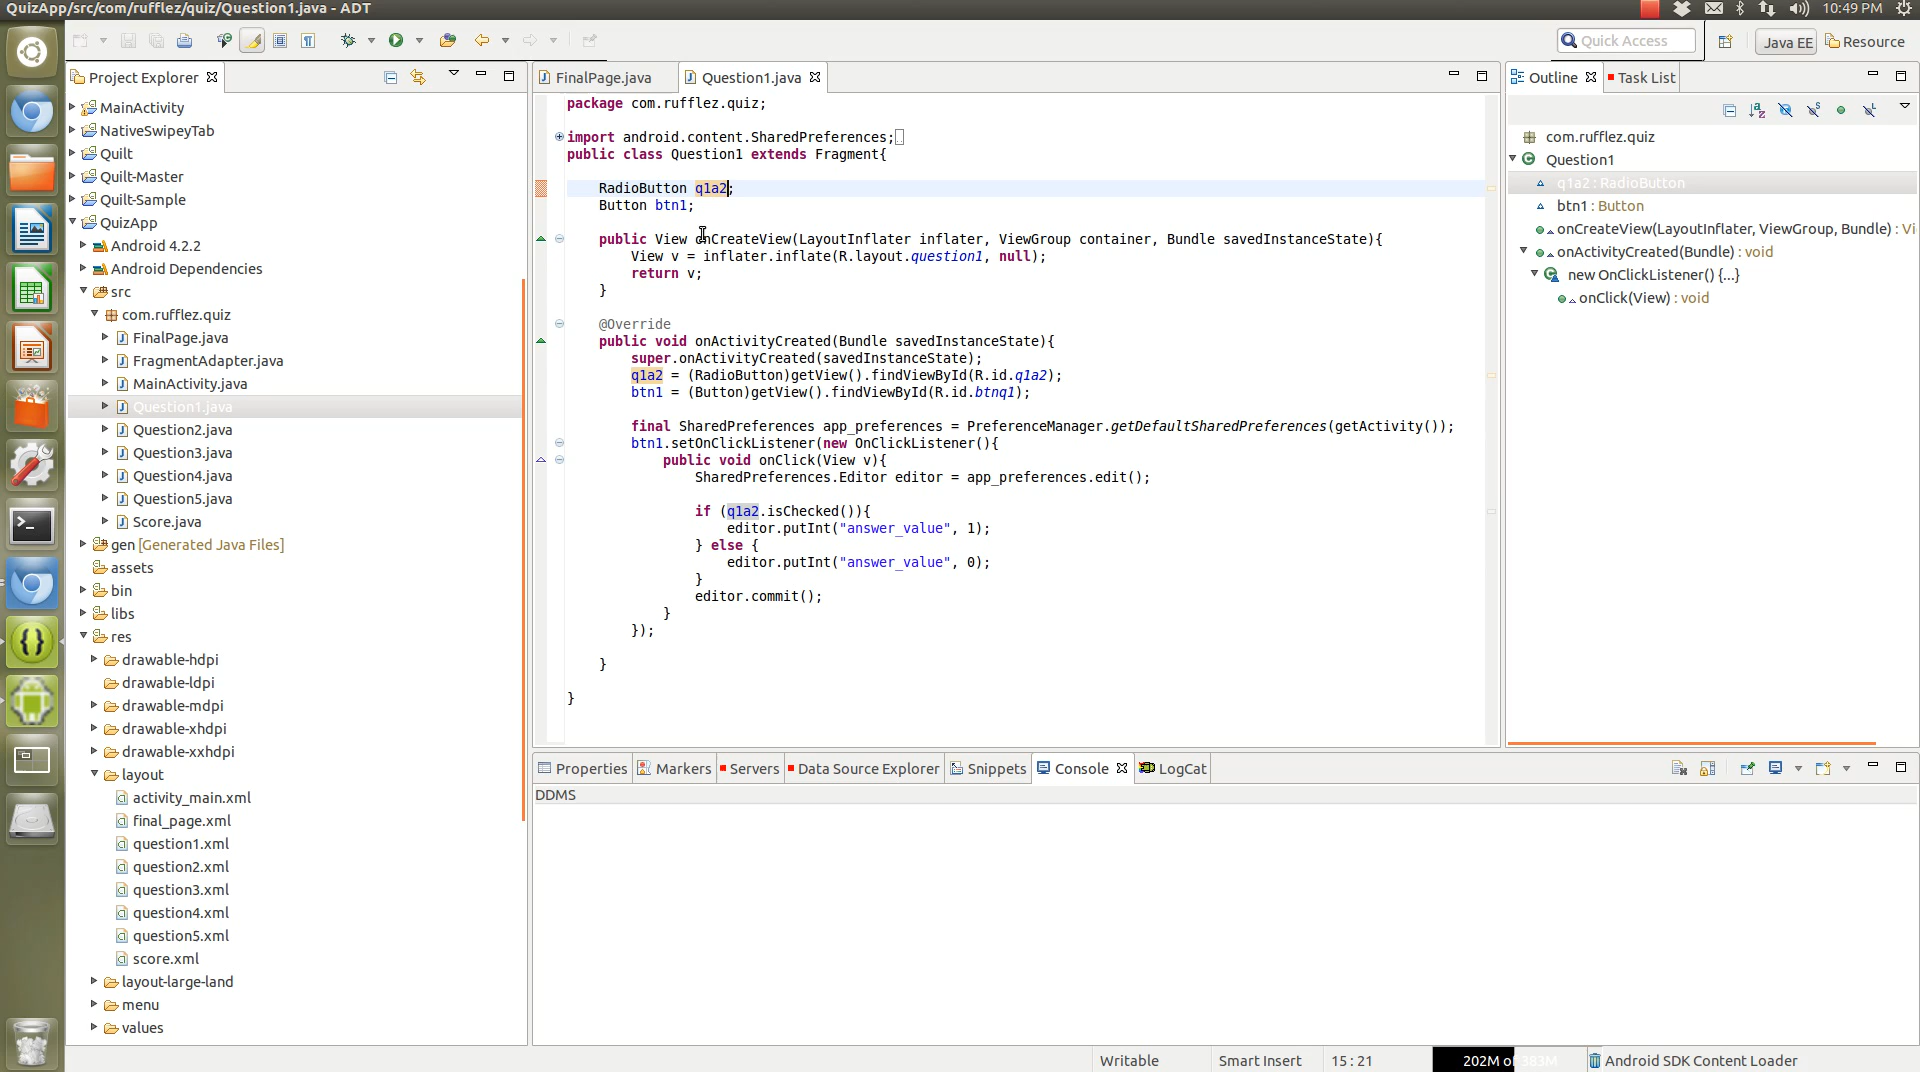 QuizApp/src/com/rufflez/quiz/Question1.java - ADT
10:49 PM
Quick Access
Java EE
Resource
Project Explorer
MainActivity
NativeSwipeyTab
Quilt
Quilt-Master
Quilt-Sample
QuizApp
Android 4.2.2
Android Dependencies
src
com.rufflez.quiz
FinalPage.java
FragmentAdapter.java
MainActivity.java
Question1.java
Question2.java
Question3.java
Question4.java
Question5.java
Score.java
gen [Generated Java Files]
assets
bin
libs
res
drawable-hdpi
drawable-ldpi
drawable-mdpi
drawable-xhdpi
drawable-xxhdpi
layout
activity_main.xml
final_page.xml
question1.xml
question2.xml
question3.xml
question4.xml
question5.xml
score.xml
layout-large-land
menu
values
FinalPage.java
Question1.java
package com.rufflez.quiz;
import android.content.SharedPreferences;
public class Question1 extends Fragment{
RadioButton q1a2;
Button btn1;
public View onCreateView(LayoutInflater inflater, ViewGroup container, Bundle savedInstanceState){
View v = inflater.inflate(R.layout.question1, null);
return v;
}
@Override
public void onActivityCreated(Bundle savedInstanceState){
super.onActivityCreated(savedInstanceState);
q1a2 = (RadioButton)getView().findViewById(R.id.q1a2);
btn1 = (Button)getView().findViewById(R.id.btnq1);
final SharedPreferences app_preferences = PreferenceManager.getDefaultSharedPreferences(getActivity());
btn1.setOnClickListener(new OnClickListener(){
public void onClick(View v){
SharedPreferences.Editor editor = app_preferences.edit();
if (q1a2.isChecked()){
editor.putInt("answer_value", 1);
} else {
editor.putInt("answer_value", 0);
}
editor.commit();
}
});
}
}
Outline
Task List
com.rufflez.quiz
Question1
q1a2 : RadioButton
btn1 : Button
onCreateView(LayoutInflater, ViewGroup, Bundle) : Vi
onActivityCreated(Bundle) : void
new OnClickListener() {...}
onClick(View) : void
Properties
Markers
Servers
Data Source Explorer
Snippets
Console
LogCat
DDMS
Writable
Smart Insert
15 : 21
202M of 383M
Android SDK Content Loader